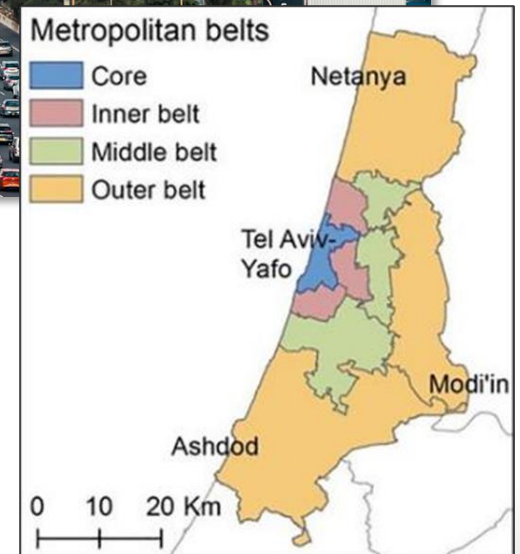 Metropolitan belts
Core
Inner belt
Middle belt
Outer belt
Netanya
Tel Aviv-
Yafo
Modi'in
Ashdod
0 10 20 Km